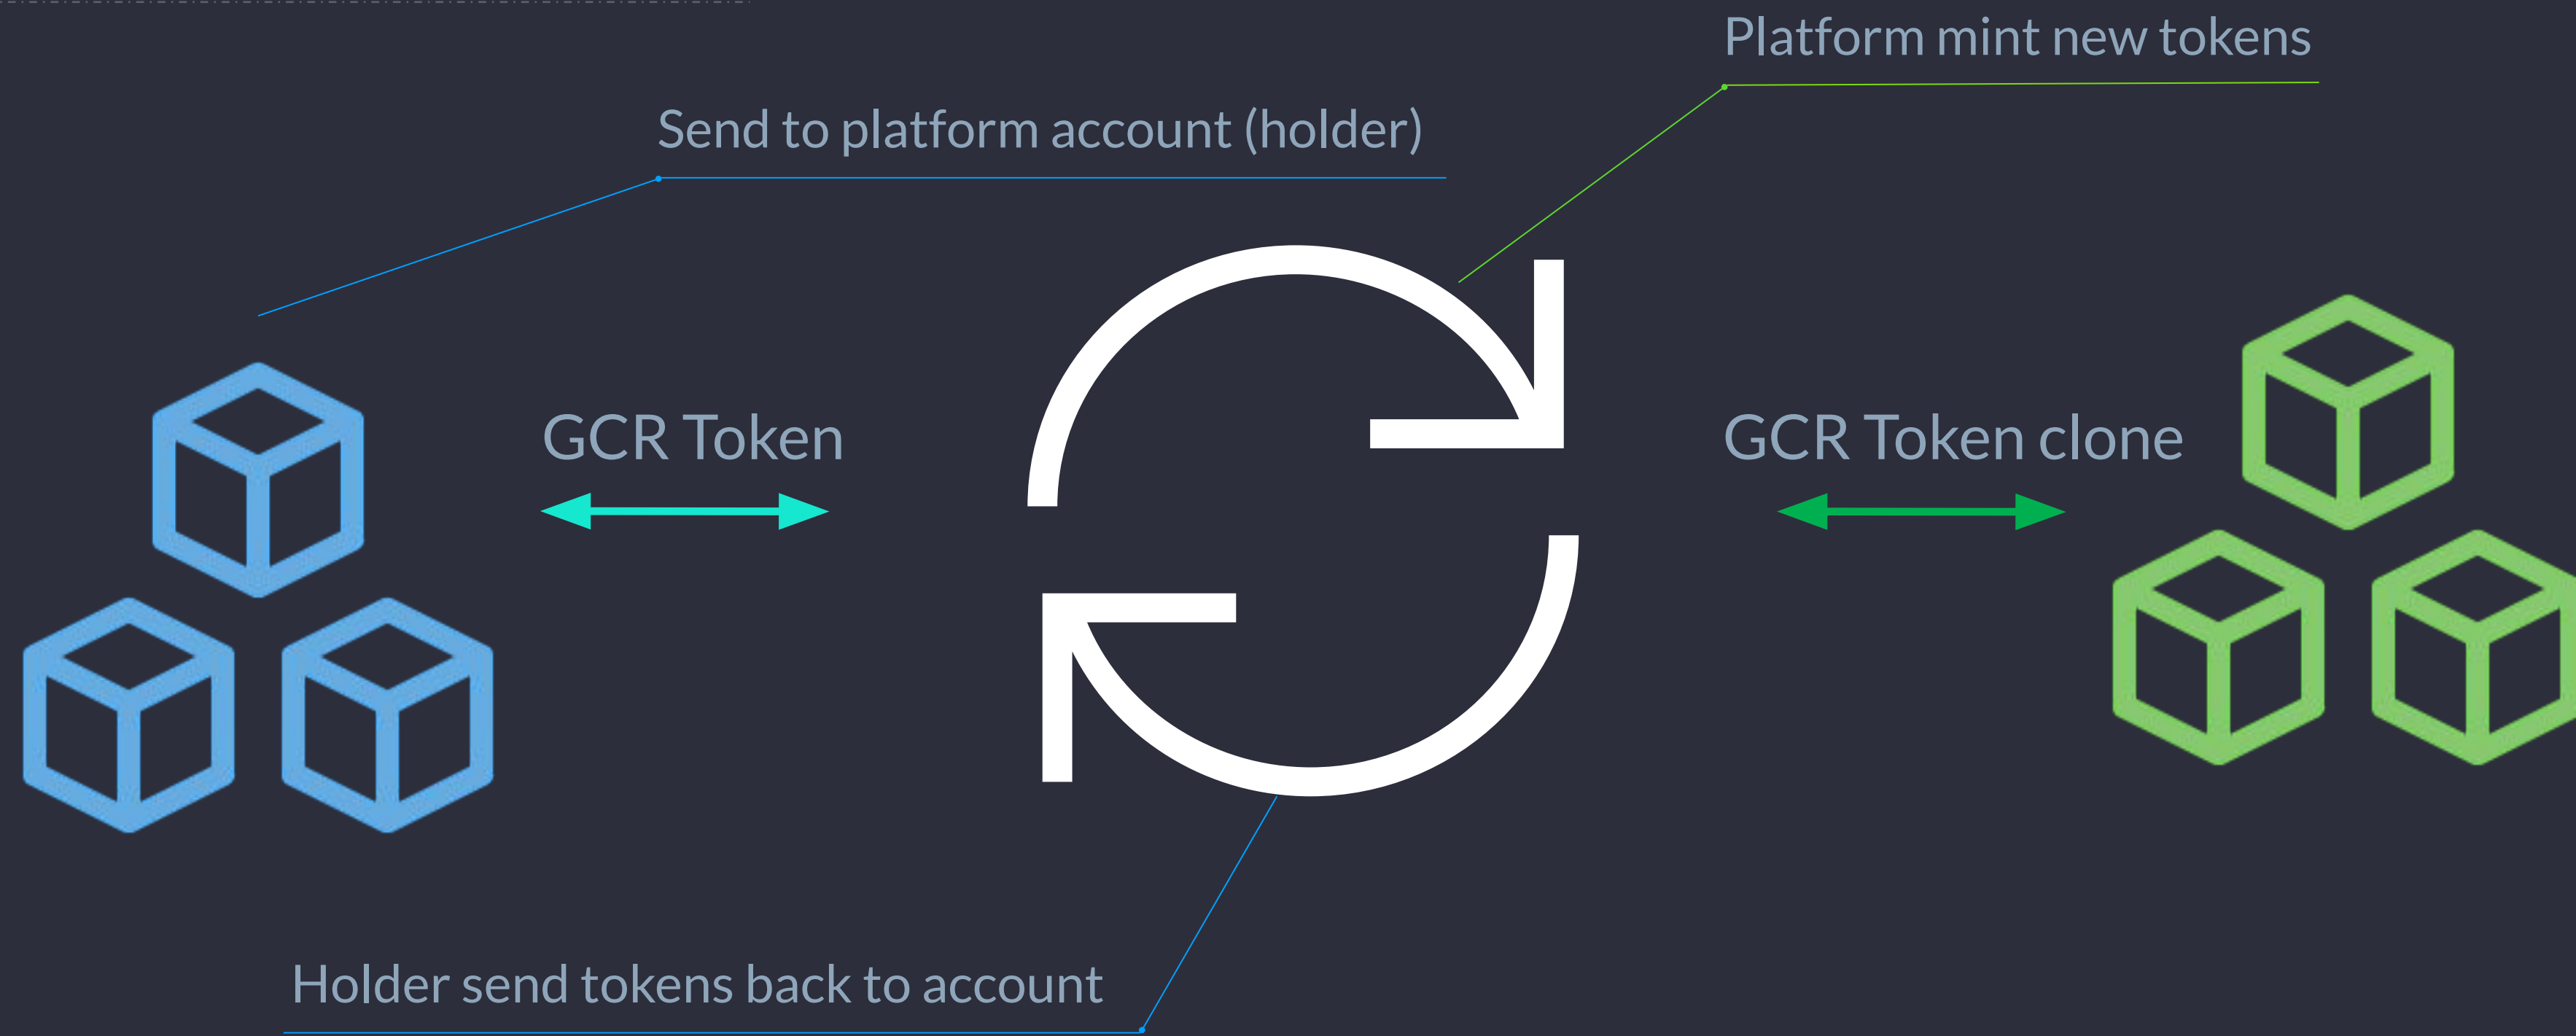 Platform mint new tokens
Send to platform account (holder)
GCR Token
GCR Token clone
Holder send tokens back to account